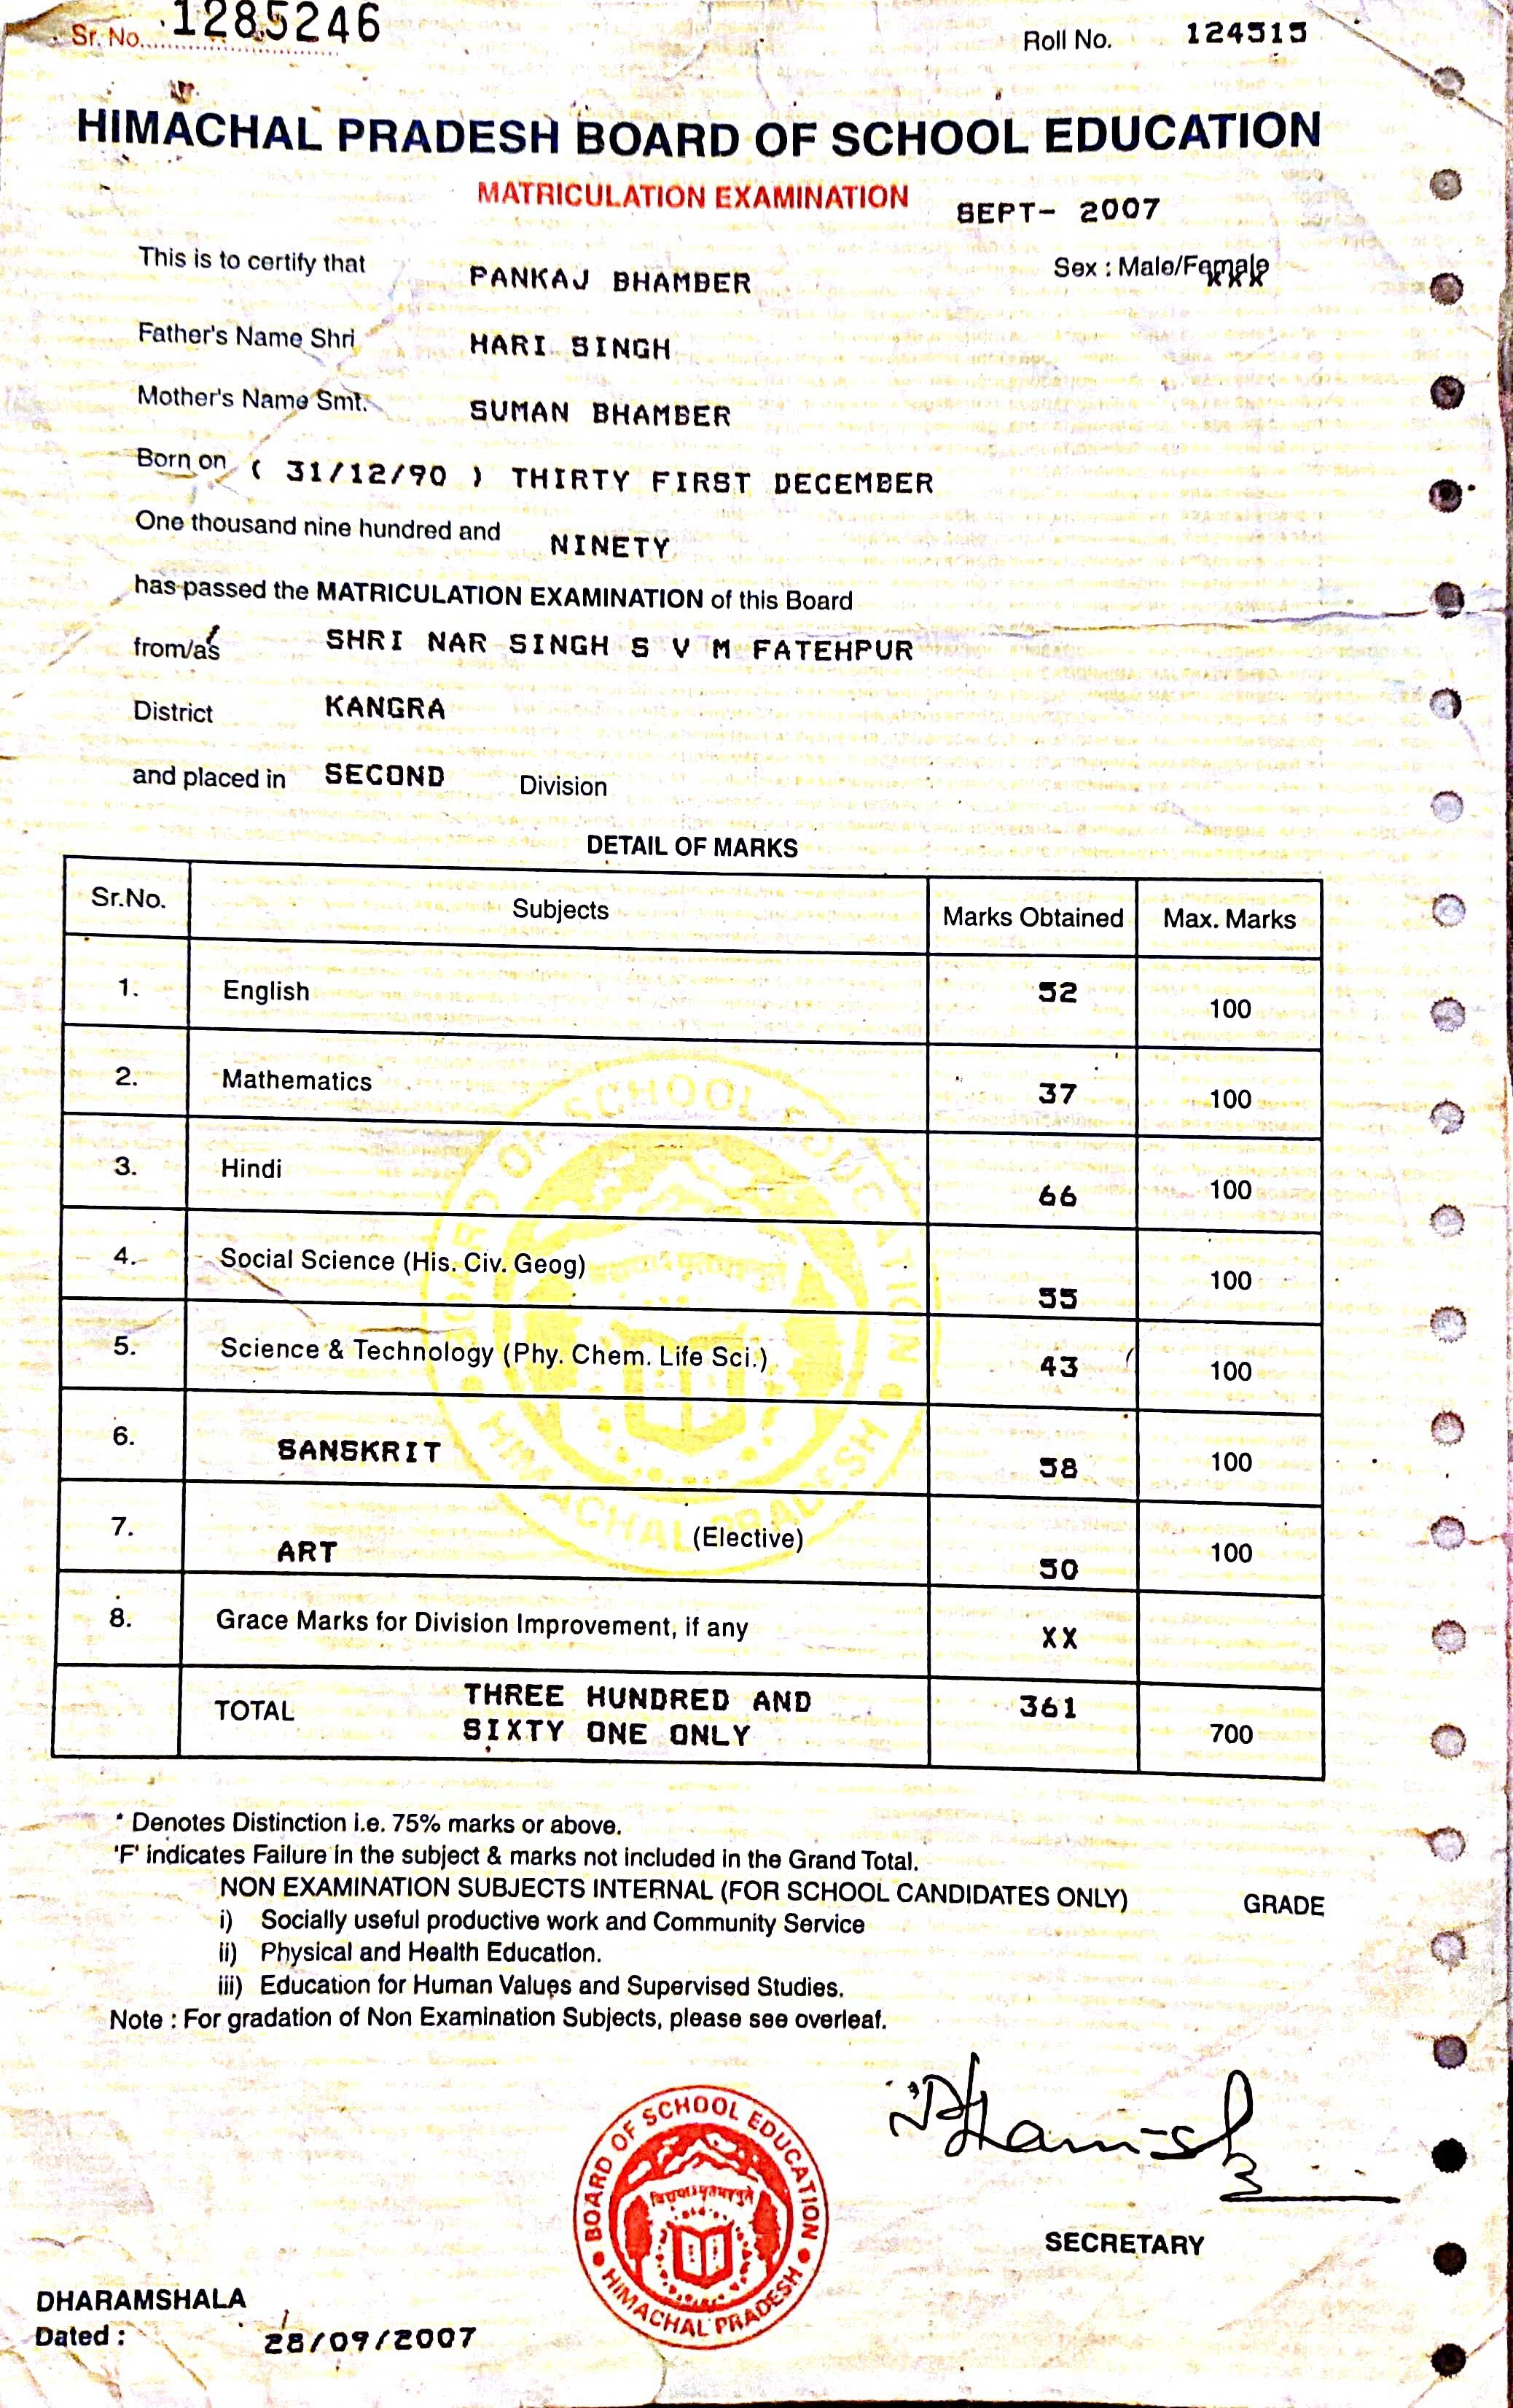 Sr. No. 1285246
Roll No. 124515
HIMACHAL PRADESH BOARD OF SCHOOL EDUCATION
MATRICULATION EXAMINATION SEPT- 2007
This is to certify that PANKAJ BHAMBER Sex : Male/Female
Father's Name Shri HARI SINGH
Mother's Name Smt. SUMAN BHAMBER
Born on ( 31/12/90 ) THIRTY FIRST DECEMBER
One thousand nine hundred and NINETY
has passed the MATRICULATION EXAMINATION of this Board
from/as SHRI NAR SINGH S V M FATEHPUR
District KANGRA
and placed in SECOND Division
DETAIL OF MARKS
Sr.No. Subjects Marks Obtained Max. Marks
1. English 52 100
2. Mathematics 37 100
3. Hindi 66 100
4. Social Science (His. Civ. Geog) 55 100
5. Science & Technology (Phy. Chem. Life Sci.) 43 100
6. SANSKRIT 58 100
7. ART (Elective) 50 100
8. Grace Marks for Division Improvement, if any XX
TOTAL THREE HUNDRED AND SIXTY ONE ONLY 361 700
* Denotes Distinction i.e. 75% marks or above.
'F' indicates Failure in the subject & marks not included in the Grand Total.
NON EXAMINATION SUBJECTS INTERNAL (FOR SCHOOL CANDIDATES ONLY) GRADE
i) Socially useful productive work and Community Service
ii) Physical and Health Education.
iii) Education for Human Values and Supervised Studies.
Note : For gradation of Non Examination Subjects, please see overleaf.
BOARD OF SCHOOL EDUCATION
HIMACHAL PRADESH
SECRETARY
DHARAMSHALA
Dated : 28/09/2007